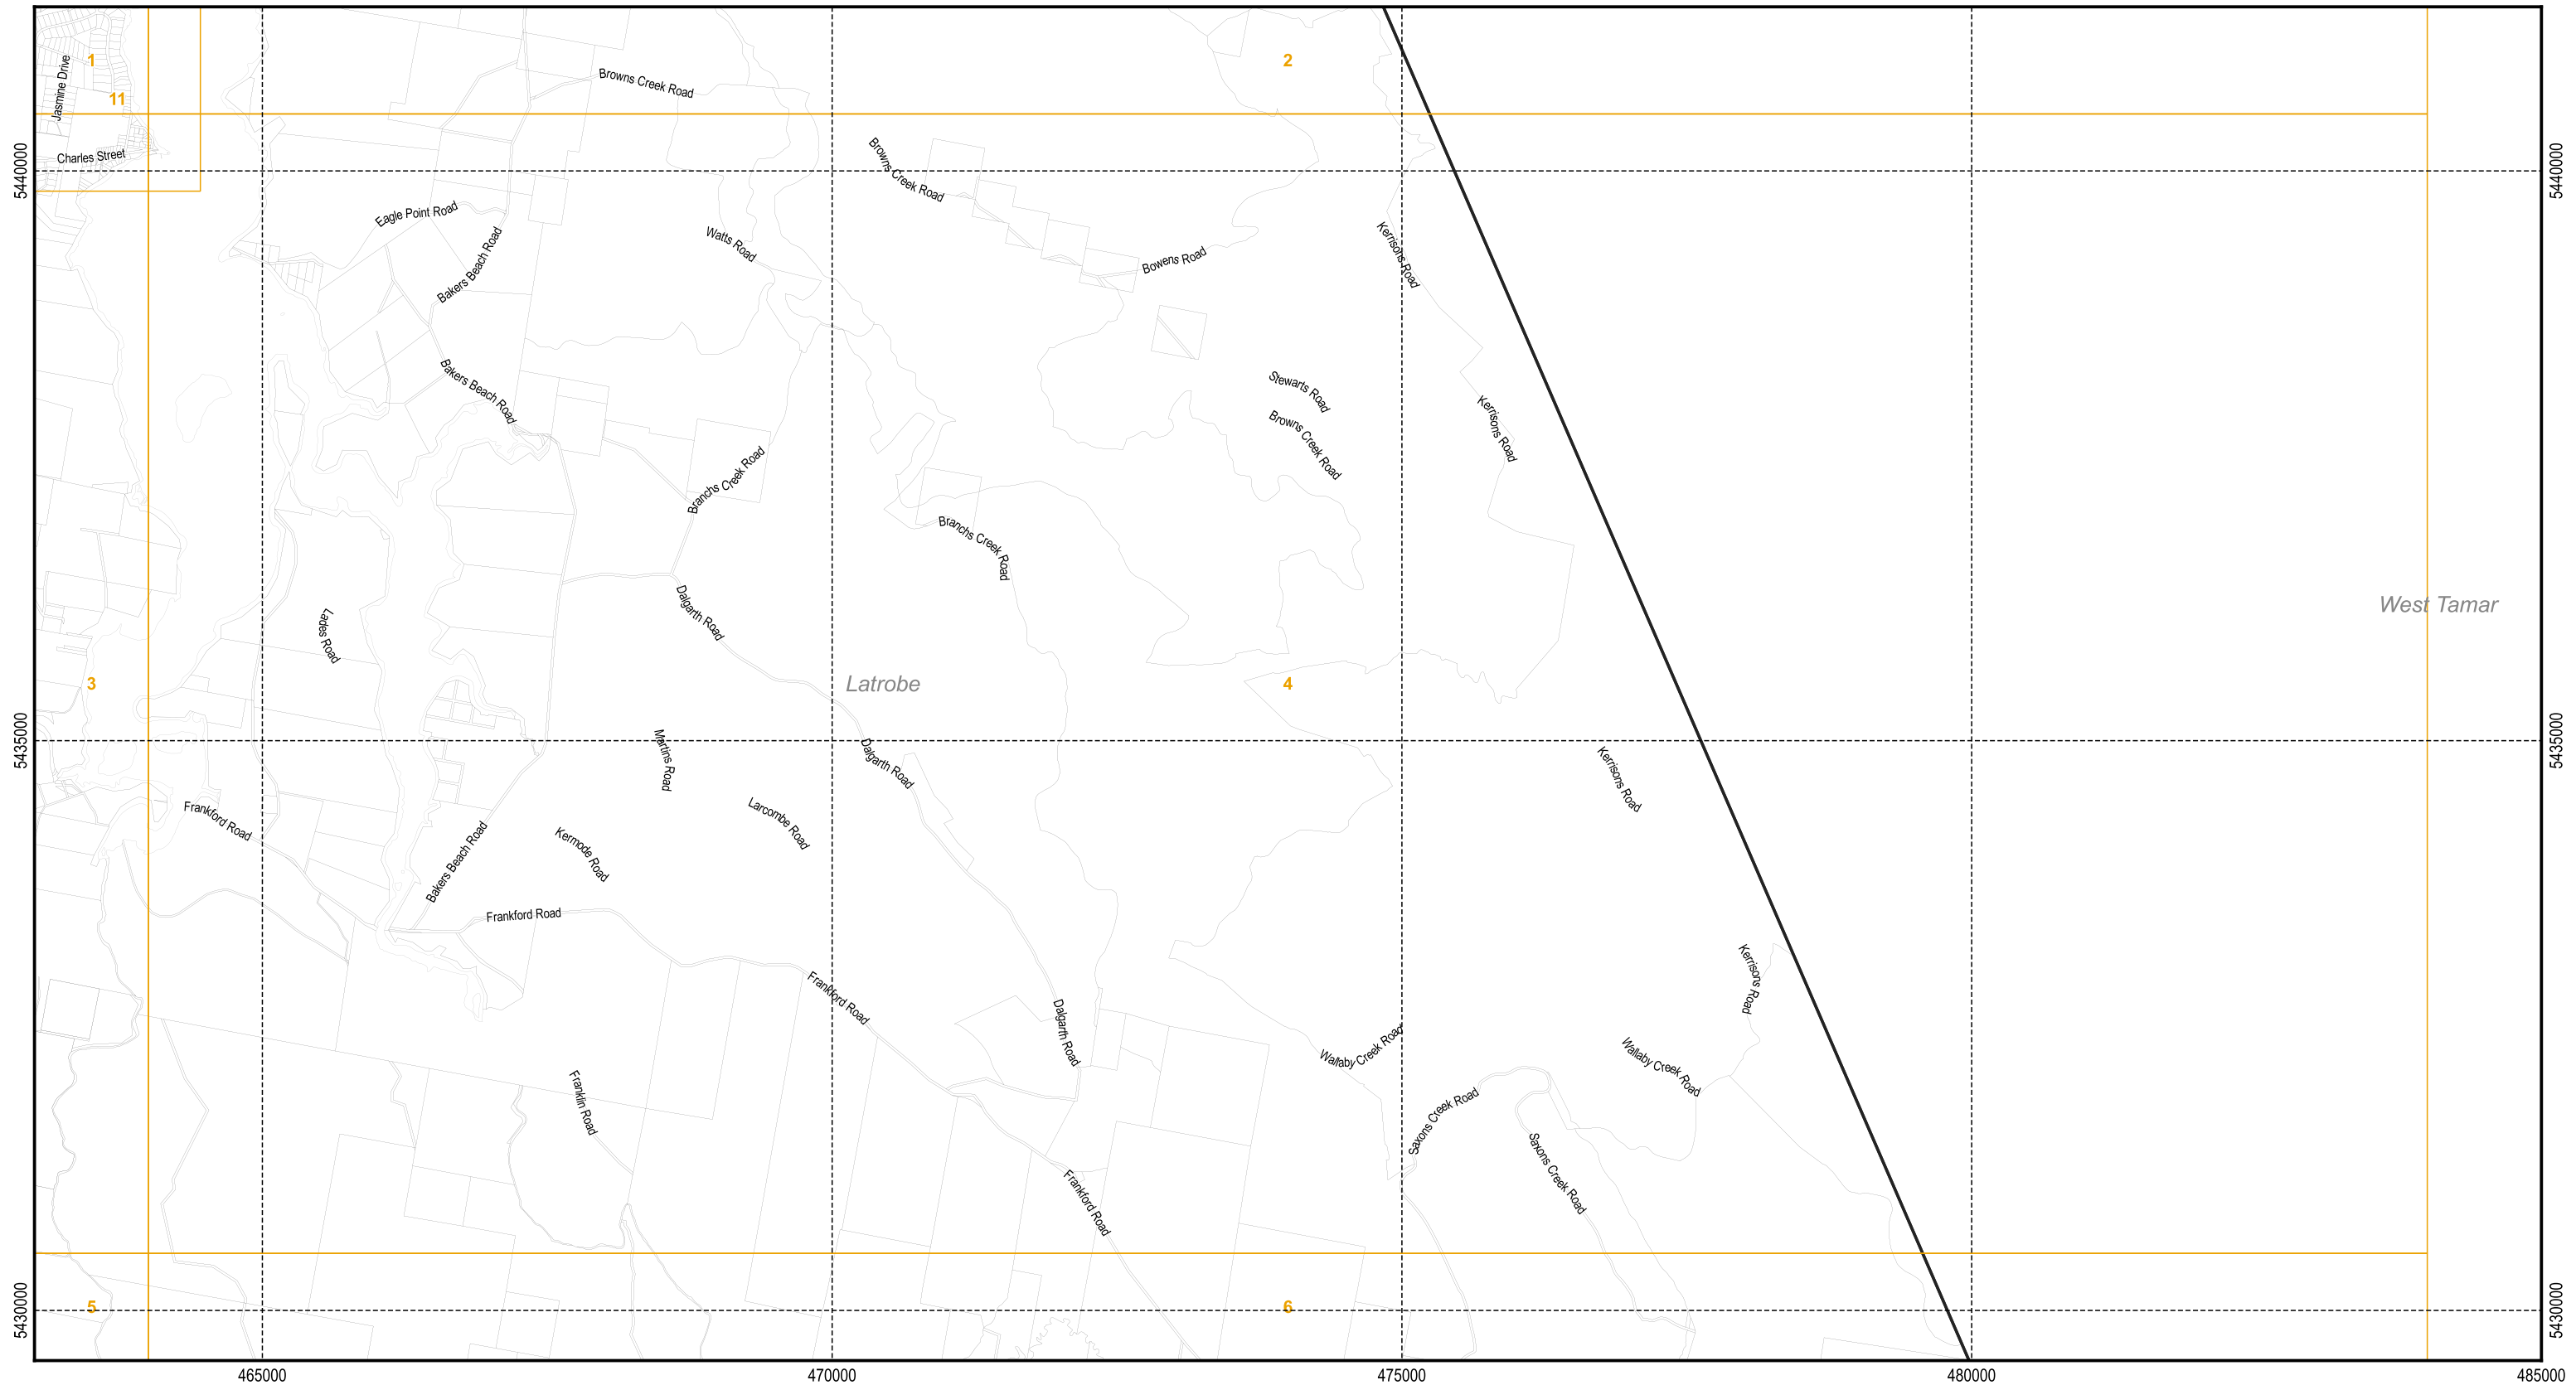 1
2
Jasmine Drive
Browns Creek Road
11
Charles Street
5440000
5440000
Browns Creek Road
Eagle Point Road
Watts Road
Bakers Beach Road
Bowens Road
Kerrisons Road
Bakers Beach Road
Stewarts Road
Browns Creek Road
Kerrisons Road
Branchs Creek Road
Branchs Creek Road
Dalgarth Road
Lades Road
West Tamar
3
Latrobe
4
5435000
5435000
Martins Road
Dalgarth Road
Kerrisons Road
Frankford Road
Larcombe Road
Bakers Beach Road
Kermode Road
Frankford Road
Frankford Road
Kerrisons Road
Dalgarth Road
Wallaby Creek Road
Wallaby Creek Road
Franklin Road
Saxons Creek Road
Saxons Creek Road
Frankford Road
5
6
5430000
5430000
465000
470000
475000
480000
485000